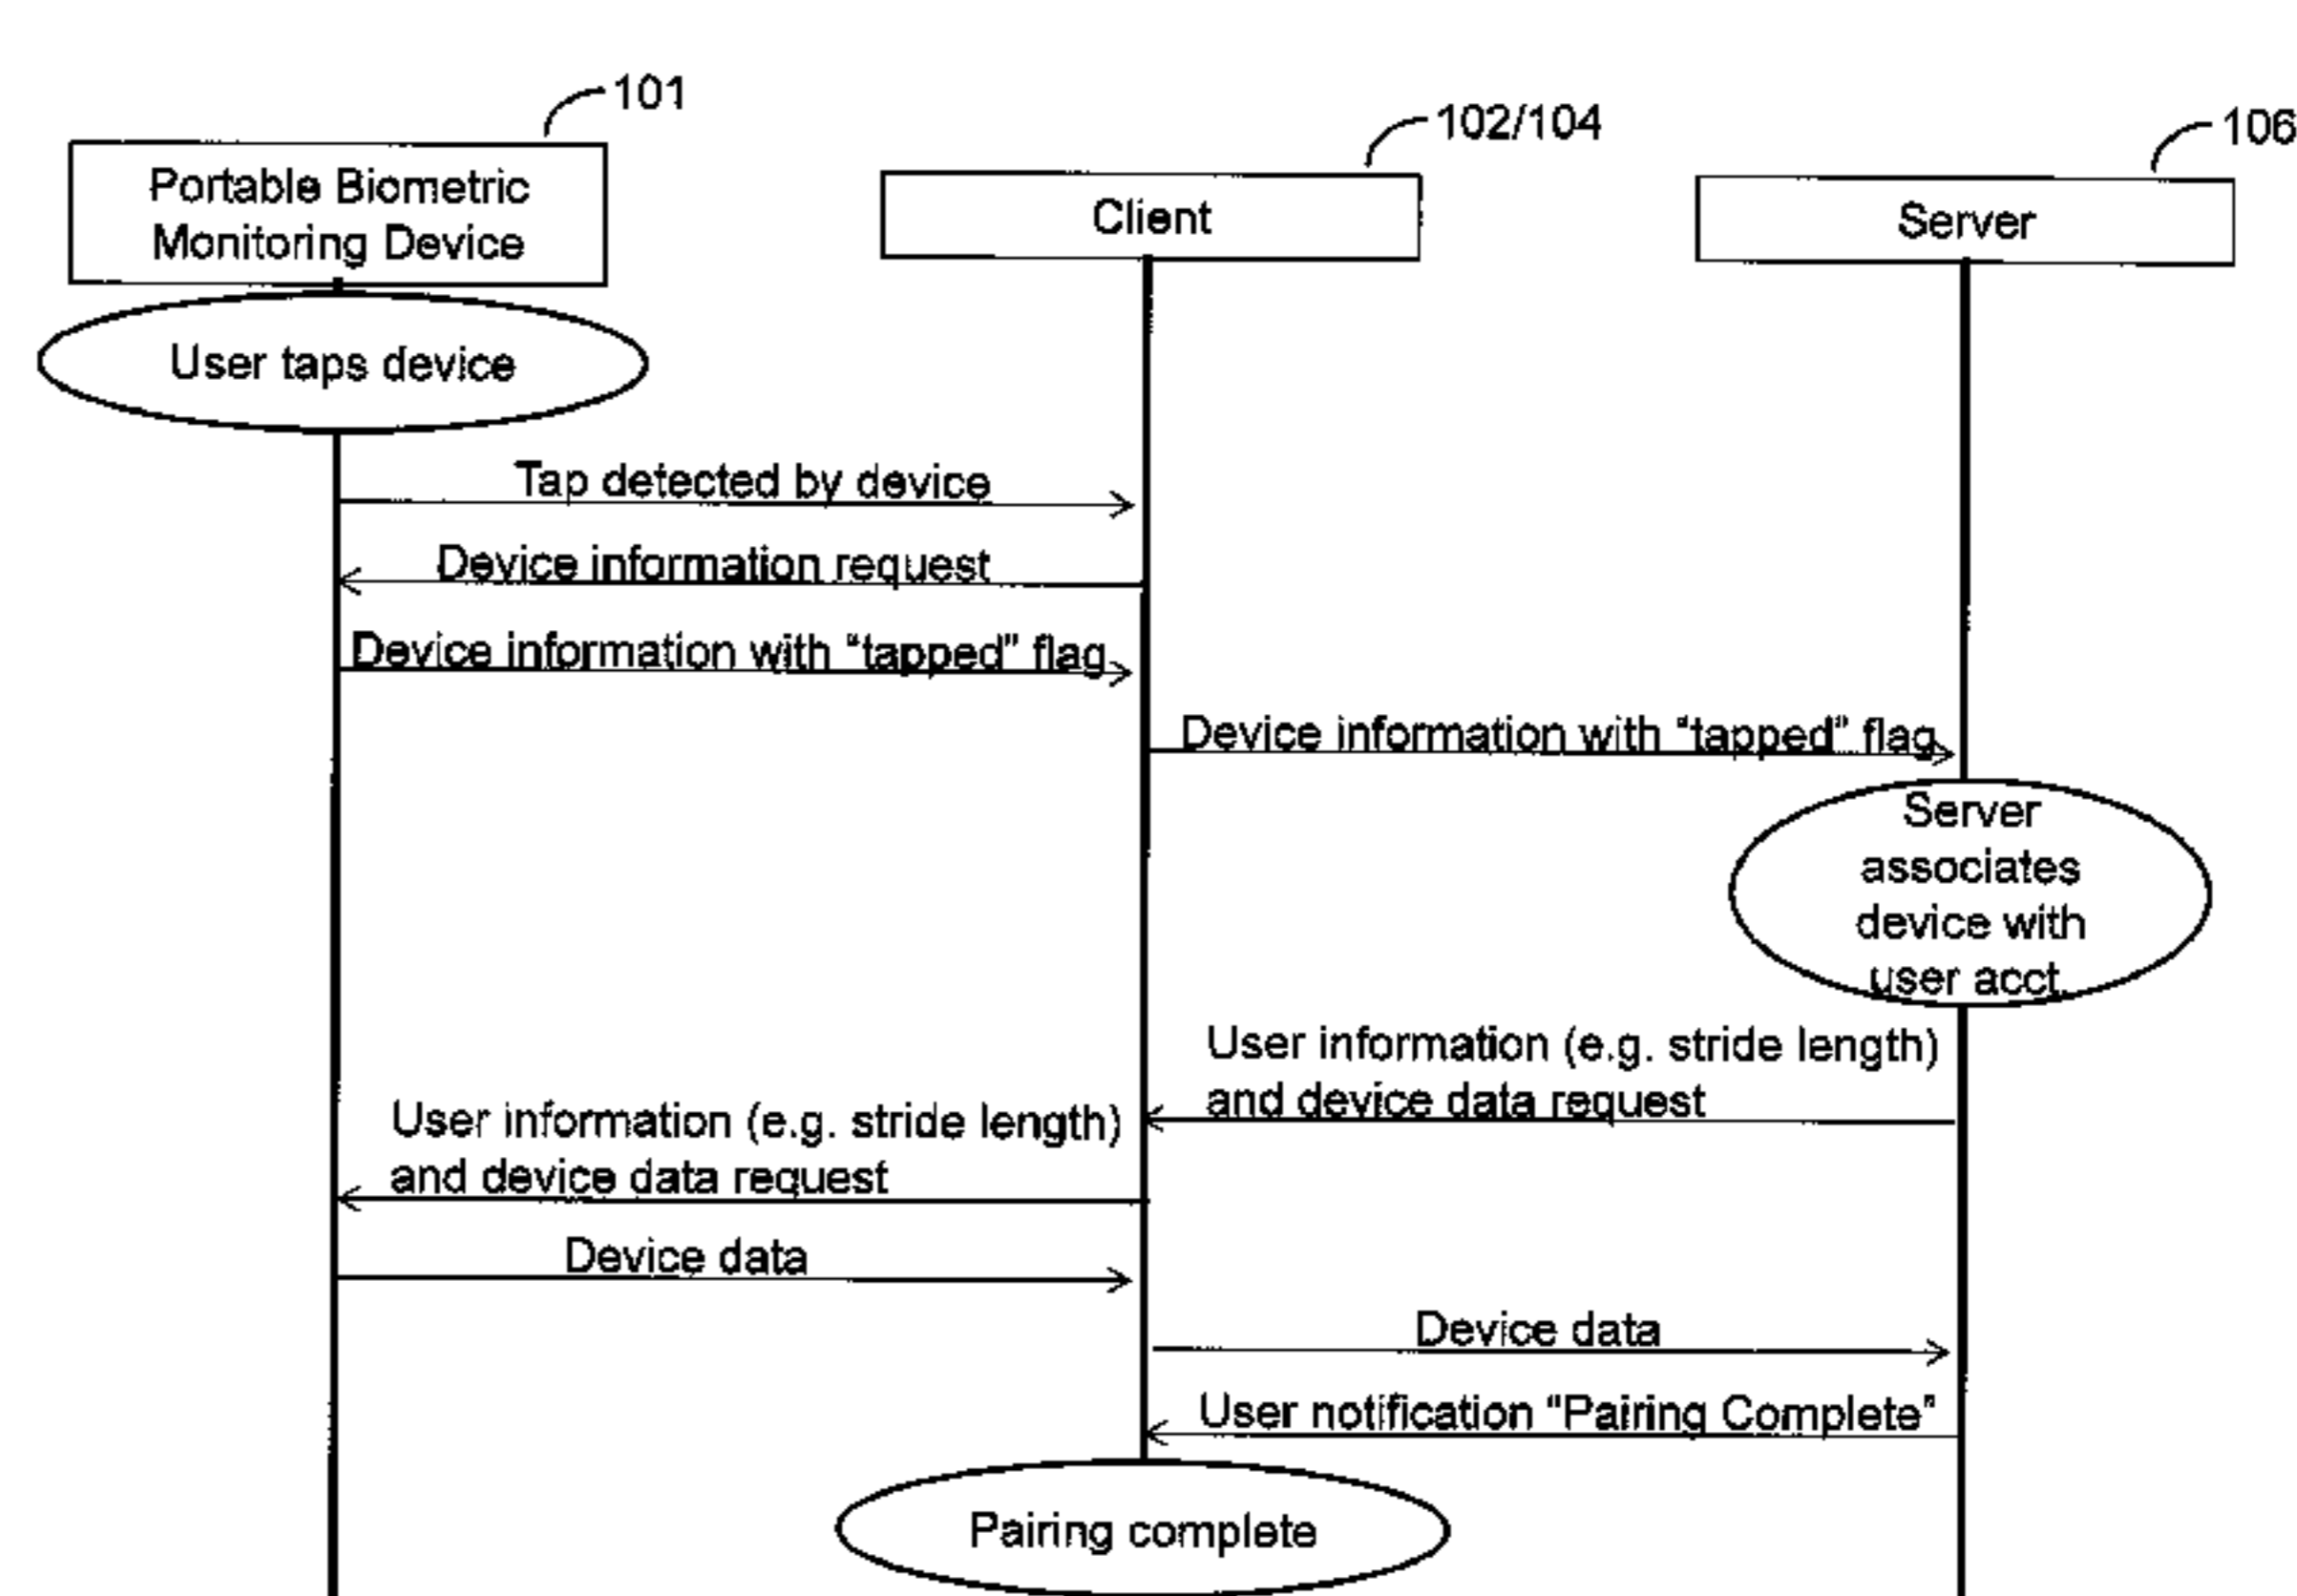 101
102/104
106
Portable Biometric
Monitoring Device
Client
Server
User taps device
Tap detected by device
Device information request
Device information with "tapped" flag
Device information with "tapped" flag
Server
associates
device with
user acct.
User information (e.g. stride length)
and device data request
User information (e.g. stride length)
and device data request
Device data
Device data
User notification "Pairing Complete"
Pairing complete